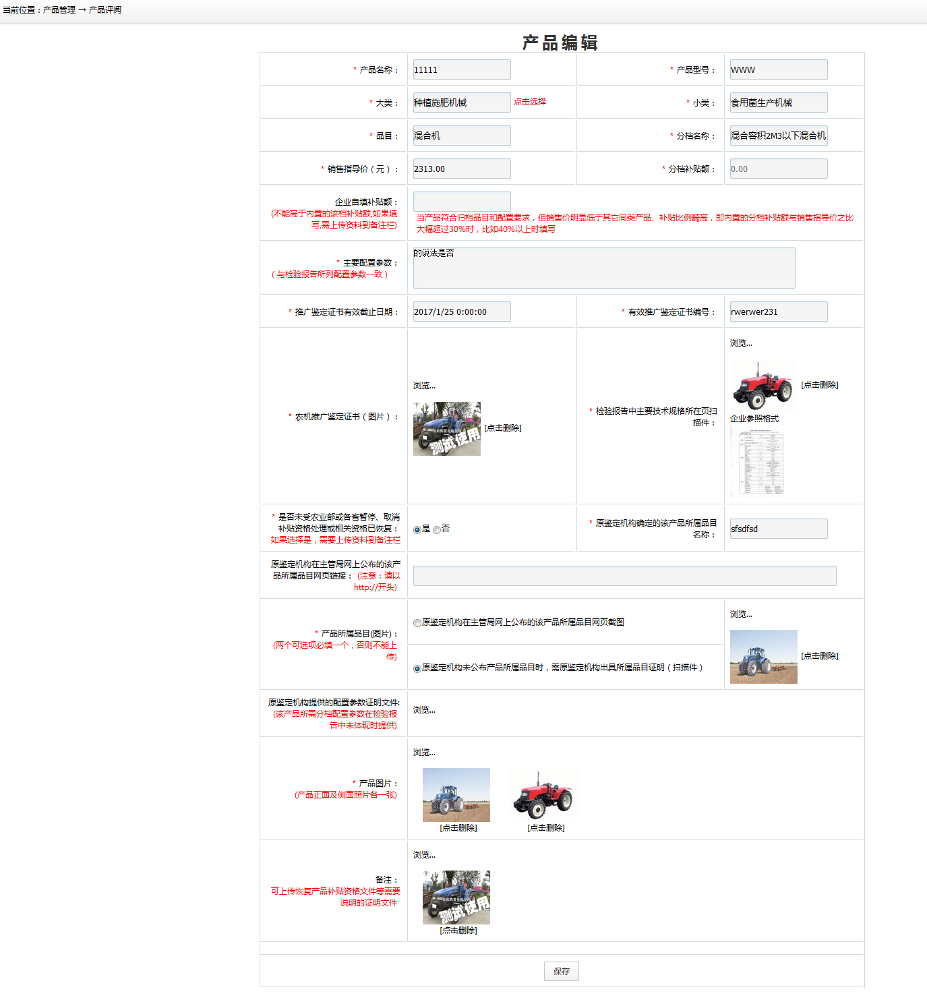 当前位置：产品管理 → 产品评阅
产品编辑
* 产品名称： 11111 * 产品型号： WWW
* 大类： 种植施肥机械 点击选择 * 小类： 食用菌生产机械
* 品目： 混合机 * 分档名称： 混合容积2M3以下混合机
* 销售指导价（元）： 2313.00 * 分档补贴额： 0.00
企业自填补贴额：
(不能高于内置的该档补贴额,如果填
写,需上传资料到备注栏)
当产品符合归档品目和配置要求，但销售价明显低于其它同类产品、补贴比例畸高，即内置的分档补贴额与销售指导价之比
大幅超过30%时，比如40%以上时填写
* 主要配置参数：
（与检验报告所列配置参数一致）
的说法是否
* 推广鉴定证书有效截止日期： 2017/1/25 0:00:00 * 有效推广鉴定证书编号： rwerwer231
* 农机推广鉴定证书（图片）：
浏览...
测试使用
[点击删除]
* 检验报告中主要技术规格所在页扫
描件：
浏览...
[点击删除]
企业参照格式
* 是否未受农业部或各省暂停、取消
补贴资格处理或相关资格已恢复：
如果选择是，需要上传资料到备注栏
是 否
* 原鉴定机构确定的该产品所属品目
名称：
sfsdfsd
原鉴定机构在主管局网上公布的该产
品所属品目网页链接： (注意：请以
http://开头)
* 产品所属品目(图片)：
(两个可选项必填一个，否则不能上
传)
原鉴定机构在主管局网上公布的该产品所属品目网页截图
原鉴定机构未公布产品所属品目时，需原鉴定机构出具所属品目证明（扫描件）
浏览...
[点击删除]
原鉴定机构提供的配置参数证明文件:
(该产品所需分档配置参数在检验报
告中未体现时提供)
浏览...
* 产品图片：
(产品正面及侧面照片各一张)
浏览...
[点击删除] [点击删除]
备注：
可上传恢复产品补贴资格文件等需要
说明的证明文件
浏览...
测试使用
[点击删除]
保存